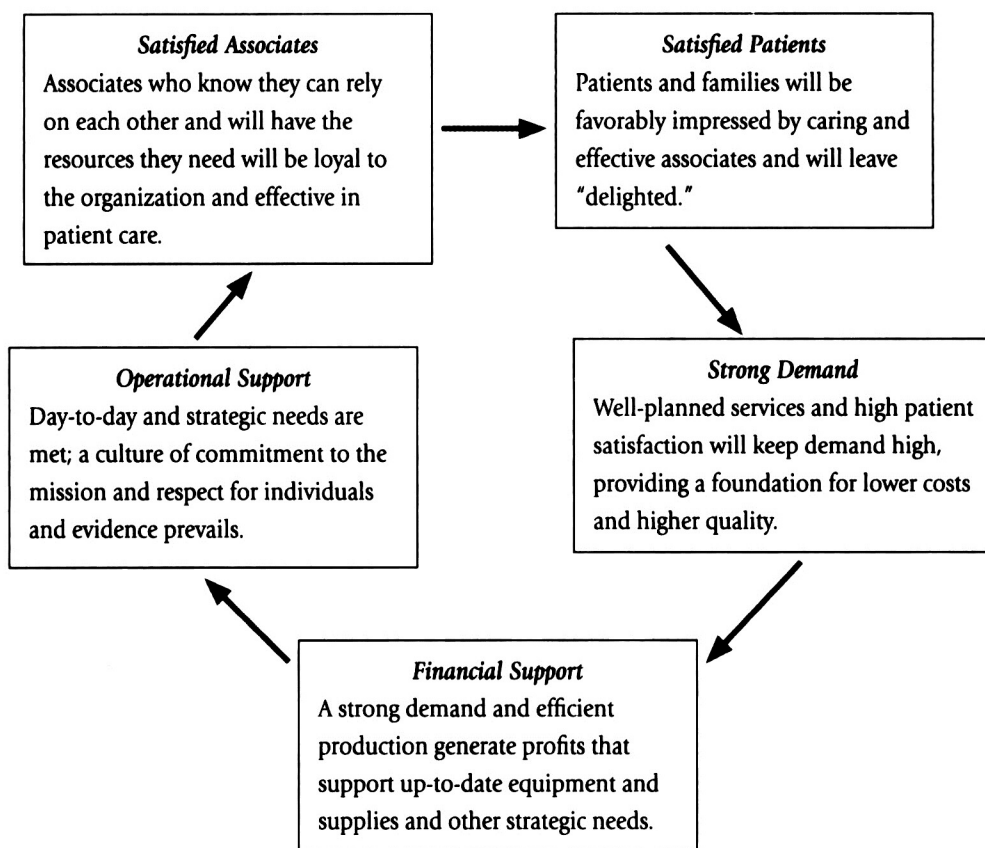 Satisfied Associates
Associates who know they can rely
on each other and will have the
resources they need will be loyal to
the organization and effective in
patient care.
Satisfied Patients
Patients and families will be
favorably impressed by caring and
effective associates and will leave
“delighted.”
Strong Demand
Well-planned services and high patient
satisfaction will keep demand high,
providing a foundation for lower costs
and higher quality.
Financial Support
A strong demand and efficient
production generate profits that
support up-to-date equipment and
supplies and other strategic needs.
Operational Support
Day-to-day and strategic needs are
met; a culture of commitment to the
mission and respect for individuals
and evidence prevails.